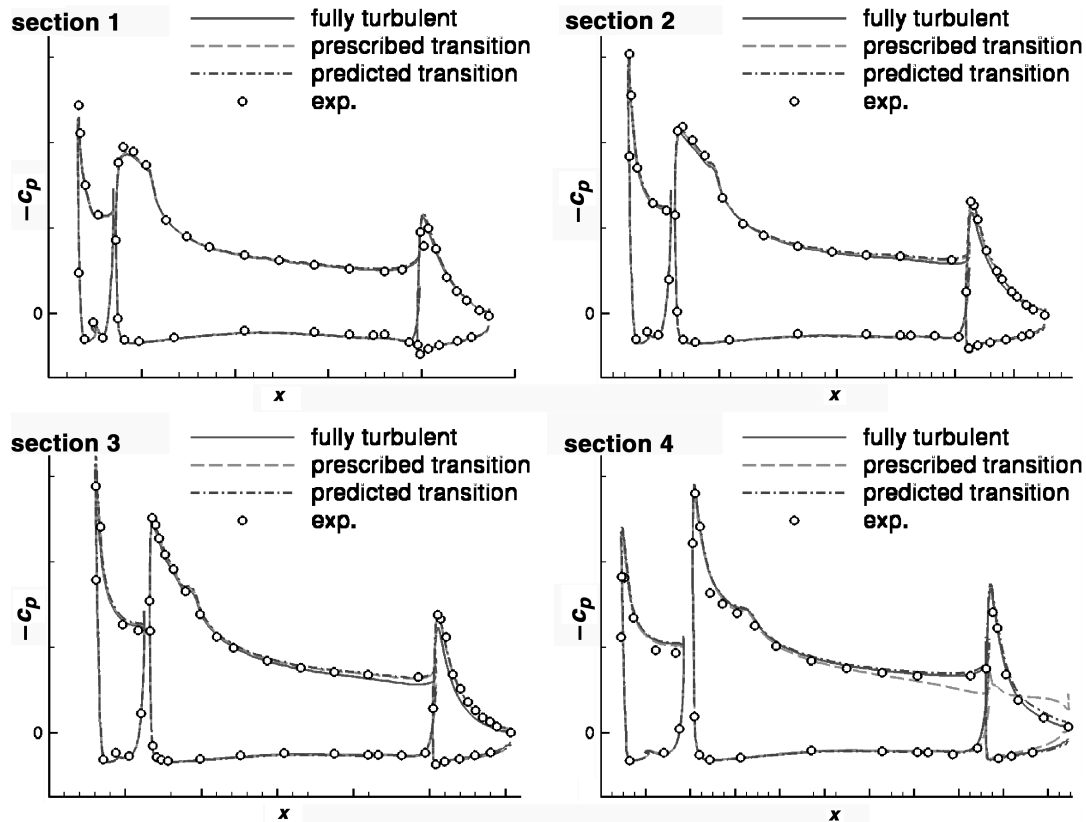 section 1
fully turbulent
prescribed transition
predicted transition
exp.
−cp
0
x
section 2
fully turbulent
prescribed transition
predicted transition
exp.
−cp
0
x
section 3
fully turbulent
prescribed transition
predicted transition
exp.
−cp
0
x
section 4
fully turbulent
prescribed transition
predicted transition
exp.
−cp
0
x